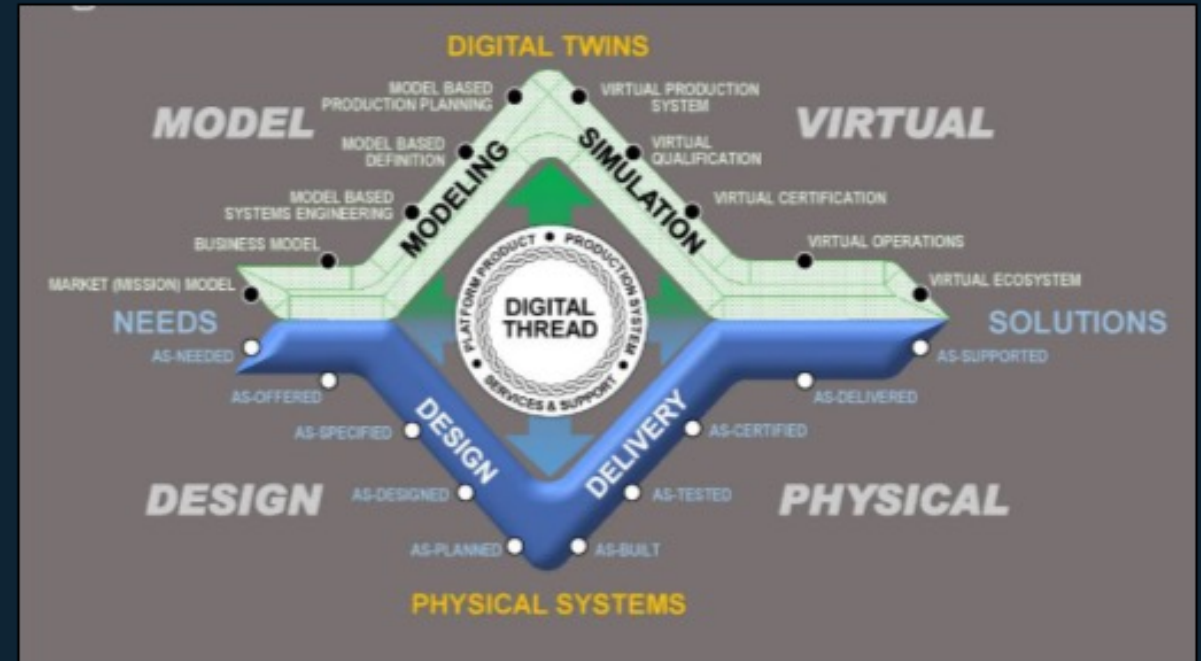 DIGITAL TWINS
MODEL
VIRTUAL
MODEL BASED
PRODUCTION PLANNING
VIRTUAL PRODUCTION
SYSTEM
MODEL BASED
DEFINITION
VIRTUAL
QUALIFICATION
MODEL BASED
SYSTEMS ENGINEERING
VIRTUAL CERTIFICATION
BUSINESS MODEL
VIRTUAL OPERATIONS
MARKET (MISSION) MODEL
VIRTUAL ECOSYSTEM
MODELING
SIMULATION
PLATFORM PRODUCT • PRODUCTION SYSTEM • SERVICES & SUPPORT •
DIGITAL
THREAD
NEEDS
SOLUTIONS
AS-NEEDED
AS-SUPPORTED
AS-OFFERED
AS-DELIVERED
AS-SPECIFIED
AS-CERTIFIED
DESIGN
DELIVERY
DESIGN
PHYSICAL
AS-DESIGNED
AS-TESTED
AS-PLANNED
AS-BUILT
PHYSICAL SYSTEMS